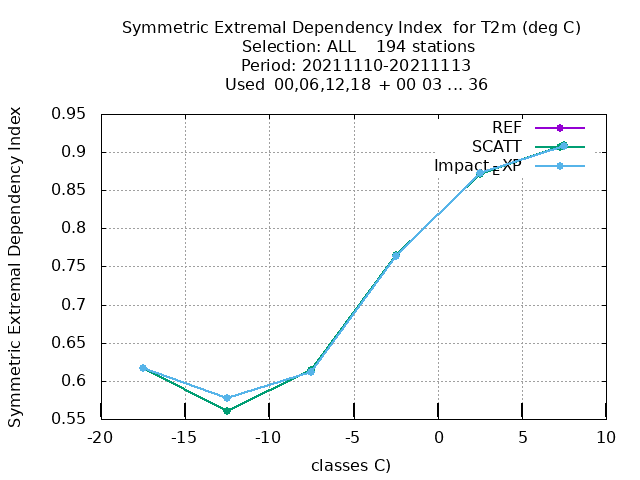 Symmetric Extremal Dependency Index  for T2m (deg C)
Selection: ALL    194 stations
Period: 20211110-20211113
Used  00,06,12,18  + 00 03 ... 36
Symmetric Extremal Dependency Index
0.95
0.9
0.85
0.8
0.75
0.7
0.65
0.6
0.55
REF
SCATT
Impact_EXP
-20
-15
-10
-5
0
5
10
classes C)